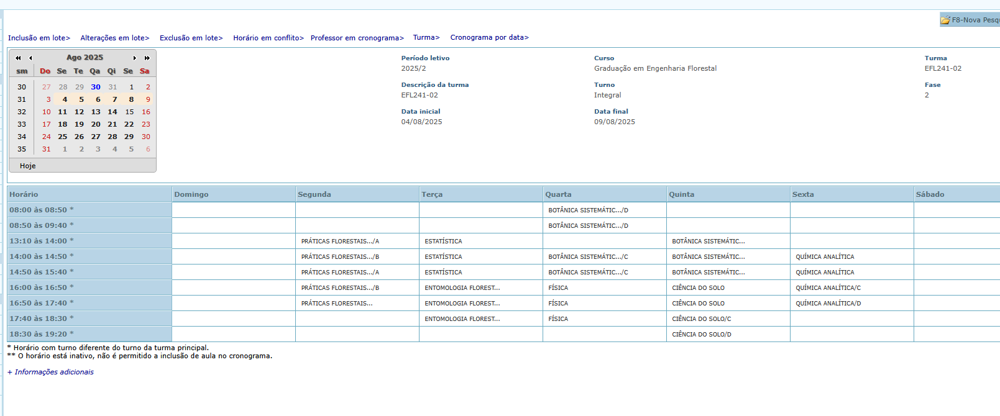 F8-Nova Pesqu
Inclusão em lote> Alterações em lote> Exclusão em lote> Horário em conflito> Professor em cronograma> Turma> Cronograma por data>
Ago 2025
sm Do Se Te Qa Qi Se Sa
30 27 28 29 30 31 1 2
31 3 4 5 6 7 8 9
32 10 11 12 13 14 15 16
33 17 18 19 20 21 22 23
34 24 25 26 27 28 29 30
35 31 1 2 3 4 5 6
Hoje
Período letivo Curso Turma
2025/2 Graduação em Engenharia Florestal EFL241-02
Descrição da turma Turno Fase
EFL241-02 Integral 2
Data inicial Data final
04/08/2025 09/08/2025
Horário Domingo Segunda Terça Quarta Quinta Sexta Sábado
08:00 às 08:50 * BOTÂNICA SISTEMÁTIC.../D
08:50 às 09:40 * BOTÂNICA SISTEMÁTIC.../D
13:10 às 14:00 * PRÁTICAS FLORESTAIS.../A ESTATÍSTICA BOTÂNICA SISTEMÁTIC...
14:00 às 14:50 * PRÁTICAS FLORESTAIS.../B ESTATÍSTICA BOTÂNICA SISTEMÁTIC.../C BOTÂNICA SISTEMÁTIC... QUÍMICA ANALÍTICA
14:50 às 15:40 * PRÁTICAS FLORESTAIS.../A ESTATÍSTICA BOTÂNICA SISTEMÁTIC.../C BOTÂNICA SISTEMÁTIC... QUÍMICA ANALÍTICA
16:00 às 16:50 * PRÁTICAS FLORESTAIS.../B ENTOMOLOGIA FLOREST... FÍSICA CIÊNCIA DO SOLO QUÍMICA ANALÍTICA/C
16:50 às 17:40 * PRÁTICAS FLORESTAIS... ENTOMOLOGIA FLOREST... FÍSICA CIÊNCIA DO SOLO QUÍMICA ANALÍTICA/D
17:40 às 18:30 * ENTOMOLOGIA FLOREST... FÍSICA CIÊNCIA DO SOLO/C
18:30 às 19:20 * CIÊNCIA DO SOLO/D
* Horário com turno diferente do turno da turma principal.
** O horário está inativo, não é permitido a inclusão de aula no cronograma.
+ Informações adicionais